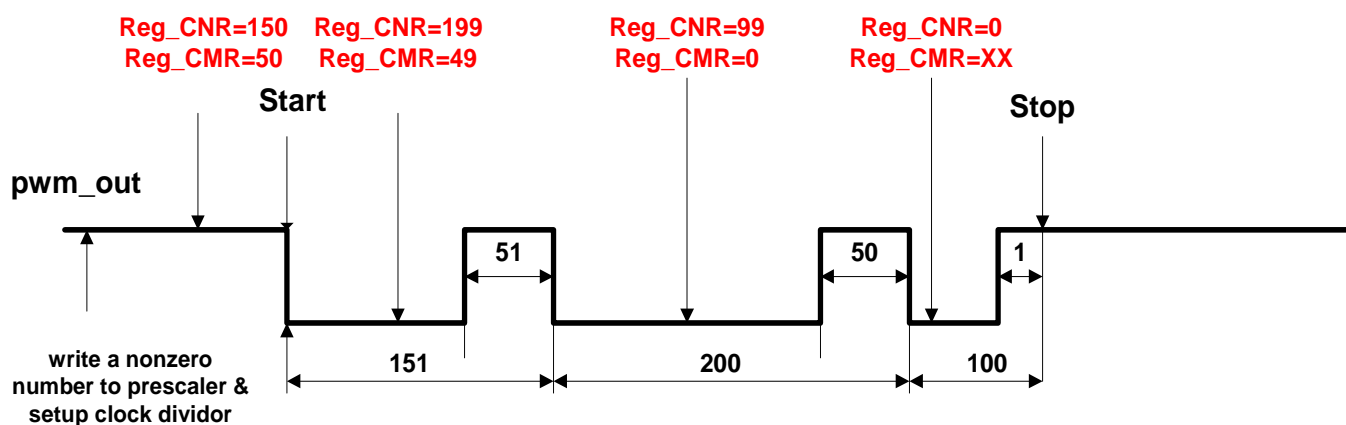 Reg_CNR=150
Reg_CMR=50
Reg_CNR=199
Reg_CMR=49
Reg_CNR=99
Reg_CMR=0
Reg_CNR=0
Reg_CMR=XX
Start
Stop
pwm_out
51
50
1
151
200
100
write a nonzero
number to prescaler &
setup clock dividor